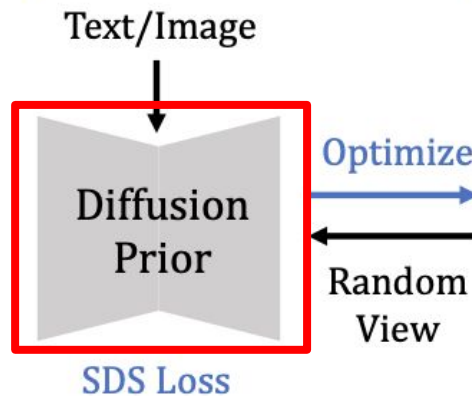 Text/Image
Diffusion
Prior
Optimize
Random
View
SDS Loss